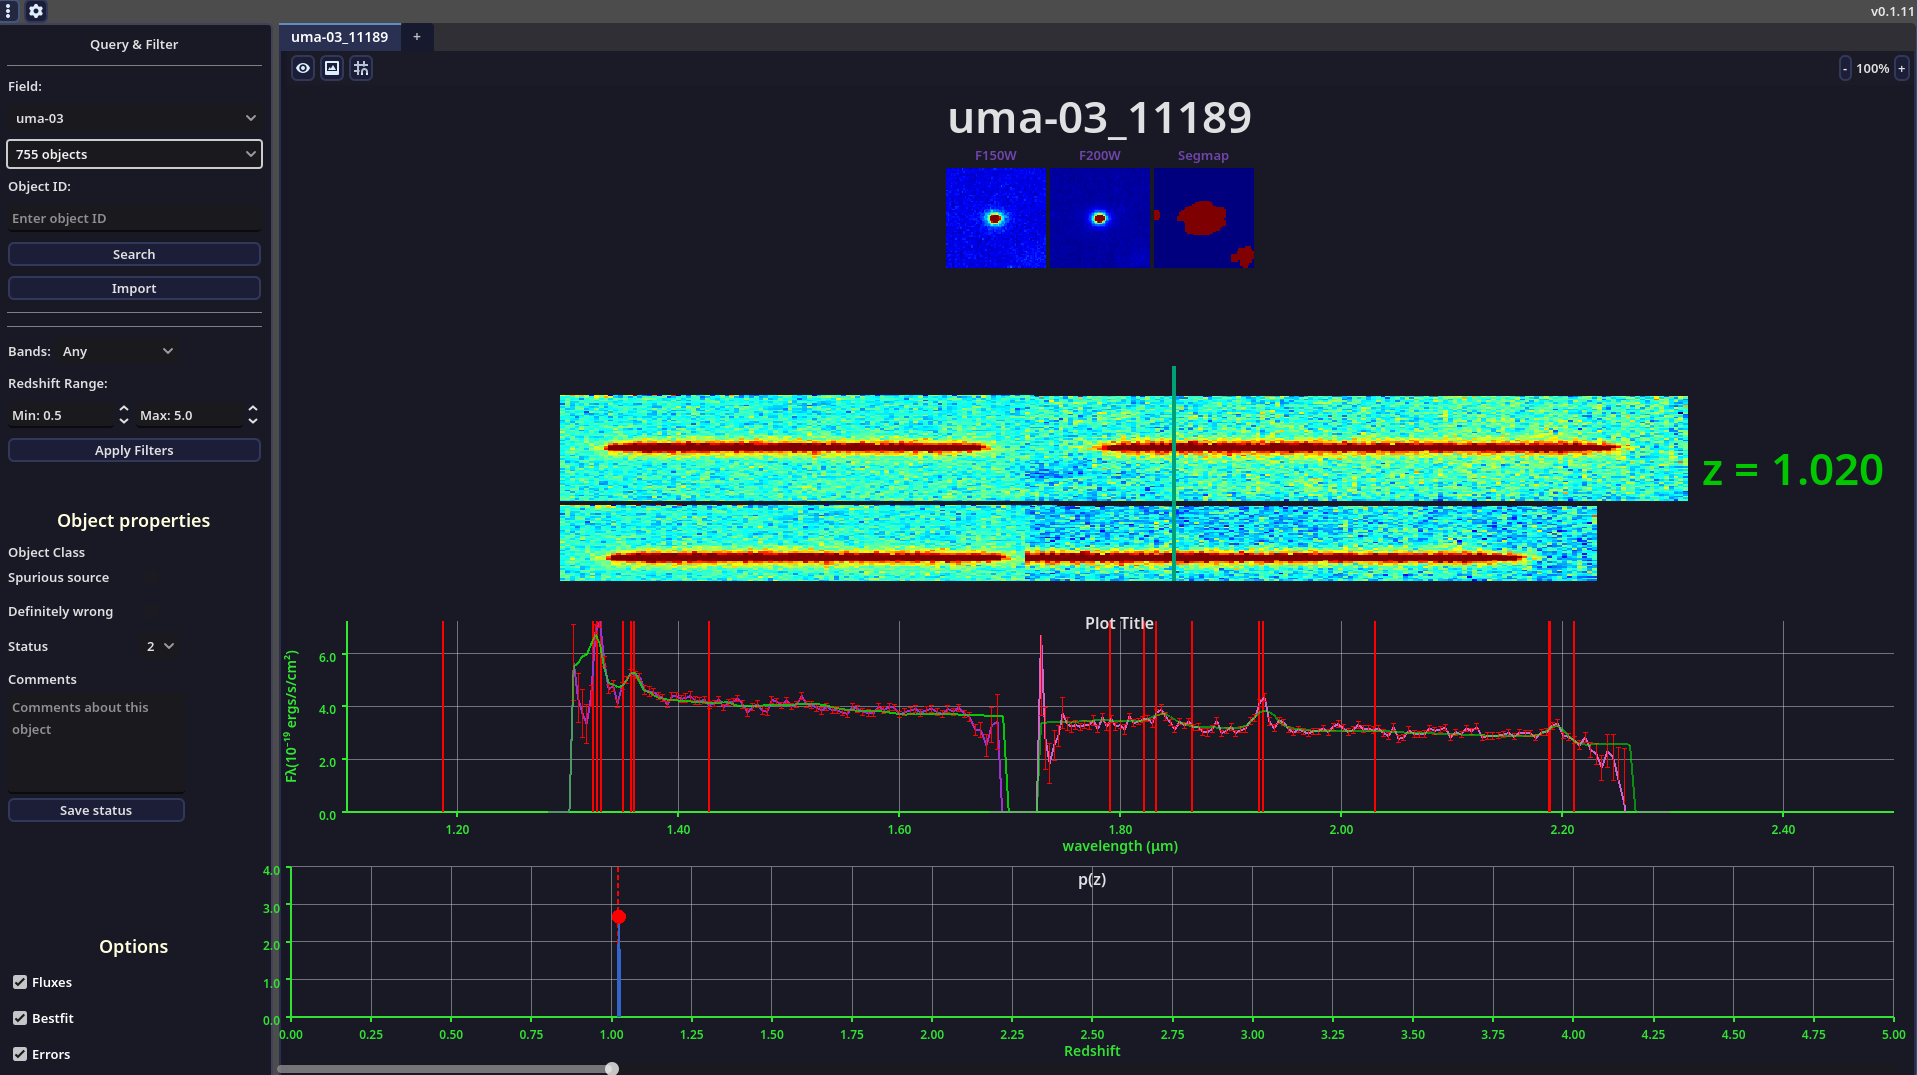 v0.1.11
Query & Filter
Field:
uma-03
755 objects
Object ID:
Enter object ID
Search
Import
Bands: Any
Redshift Range:
Min: 0.5 Max: 5.0
Apply Filters
Object properties
Object Class
Spurious source
Definitely wrong
Status 2
Comments
Comments about this
object
Save status
Options
Fluxes
Bestfit
Errors
uma-03_11189 +
- 100% +
uma-03_11189
F150W F200W Segmap
z = 1.020
Plot Title
Fλ(10⁻¹⁹ ergs/s/cm²)
6.0
4.0
2.0
0.0
1.20 1.40 1.60 1.80 2.00 2.20 2.40
wavelength (μm)
p(z)
4.0
3.0
2.0
1.0
0.0
0.00 0.25 0.50 0.75 1.00 1.25 1.50 1.75 2.00 2.25 2.50 2.75 3.00 3.25 3.50 3.75 4.00 4.25 4.50 4.75 5.00
Redshift